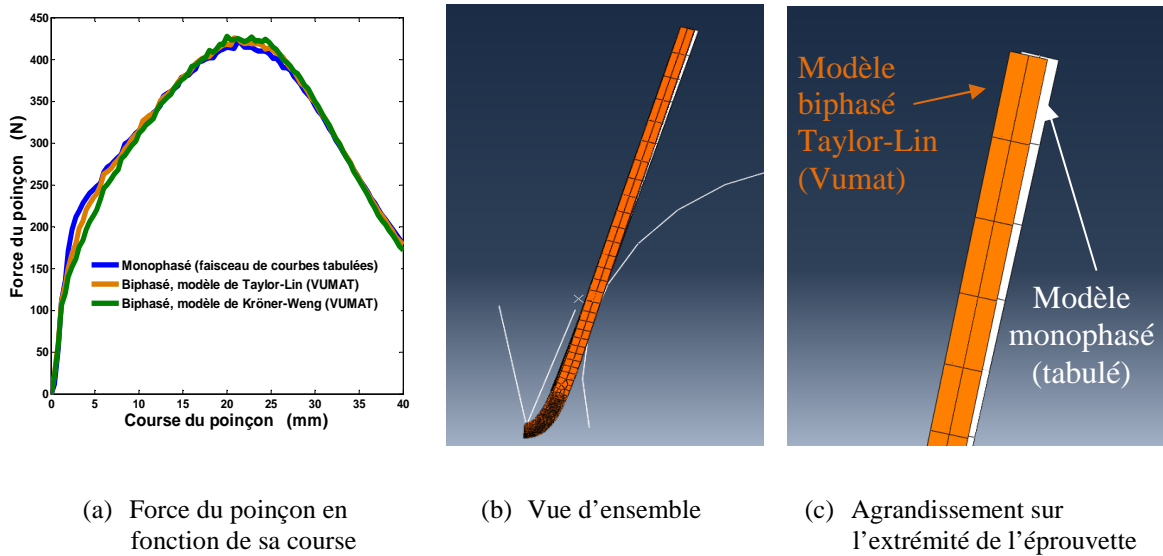 450
400
350
300
250
200
150
100
50
0
Force du poinçon (N)
Monophasé (faisceau de courbes tabulées)
Biphasé, modèle de Taylor-Lin (VUMAT)
Biphasé, modèle de Kröner-Weng (VUMAT)
0 5 10 15 20 25 30 35 40
Course du poinçon (mm)
Modèle
biphasé
Taylor-Lin
(Vumat)
Modèle
monophasé
(tabulé)
(a) Force du poinçon en
fonction de sa course
(b) Vue d’ensemble
(c) Agrandissement sur
l’extrémité de l’éprouvette